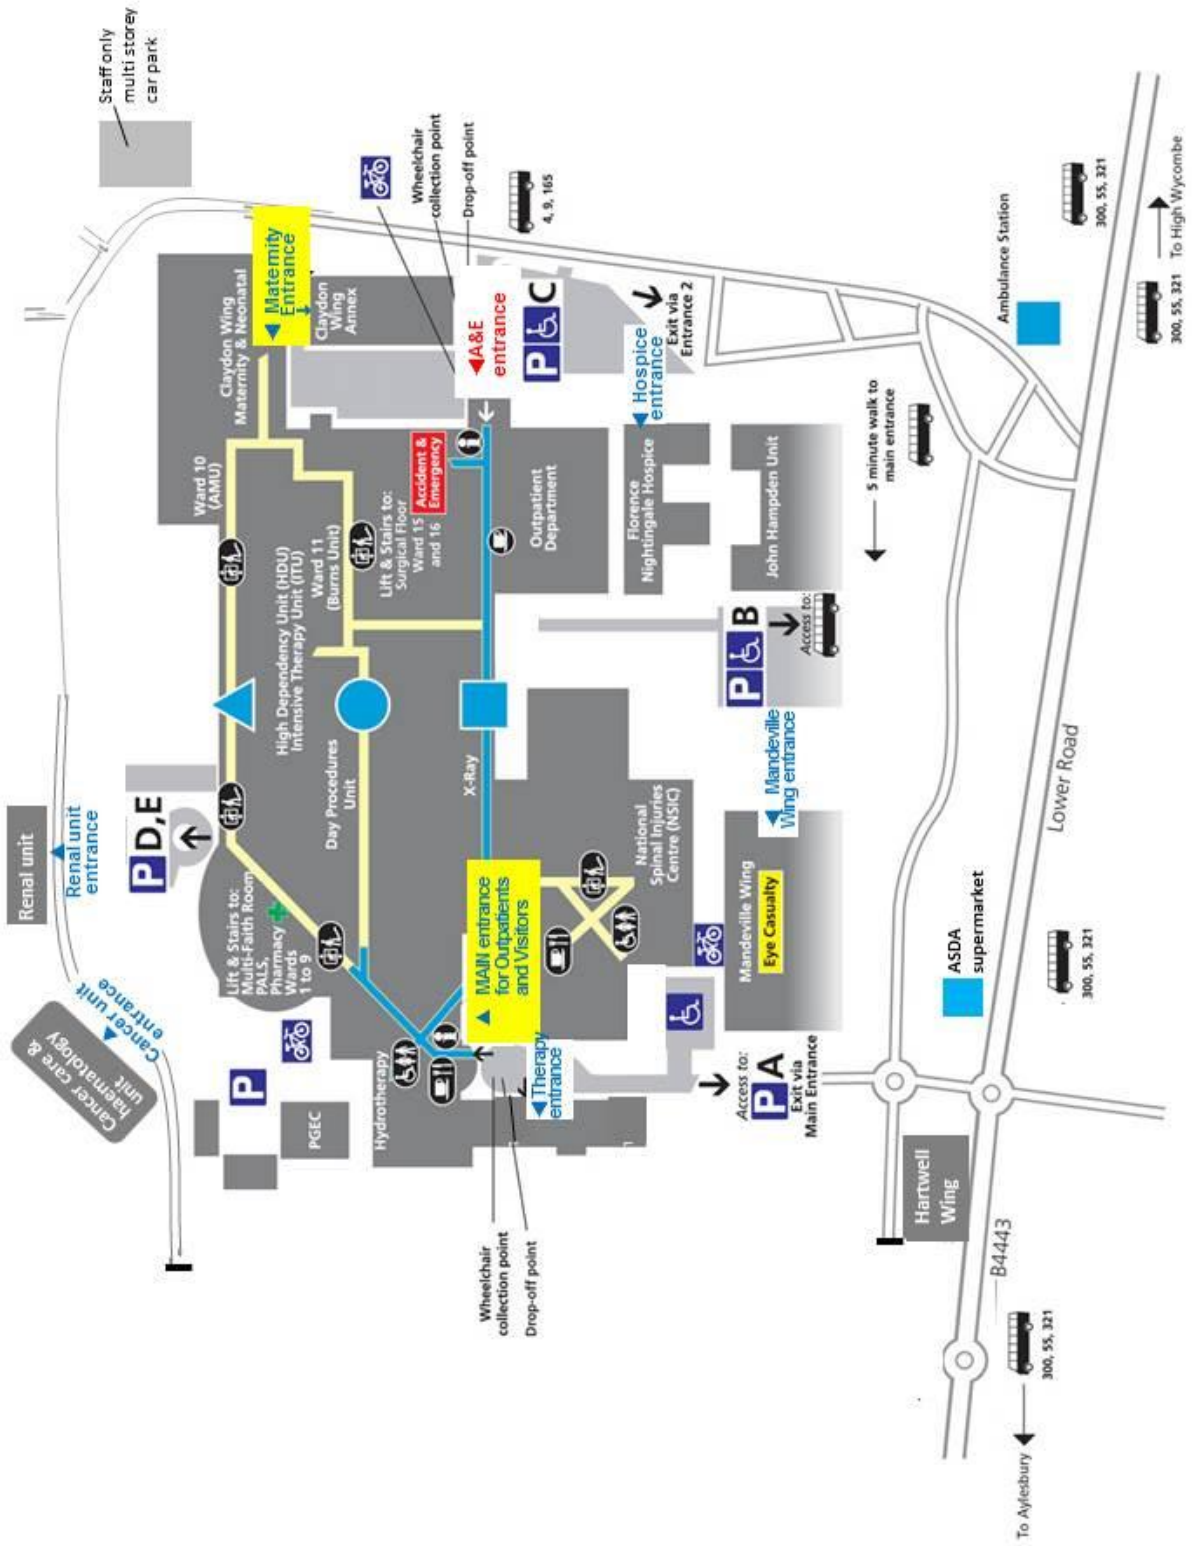 Staff only
multi storey
car park
Renal unit
Renal unit
entrance
Cancer care &
haematology
unit
Cancer unit
entrance
P D,E
P
PGEC
Hydrotherapy
Lift & Stairs to:
Multi-Faith Room
PALS,
Pharmacy
Wards
1 to 9
Ward 10
(AMU)
Claydon Wing
Maternity & Neonatal
Maternity
Entrance
Claydon
Wing
Annex
High Dependency Unit (HDU)
Intensive Therapy Unit (ITU)
Ward 11
(Burns Unit)
Day Procedures
Unit
Lift & Stairs to:
Surgical Floor
Ward 15
and 16
Accident &
Emergency
A&E
entrance
Wheelchair
collection point
Drop-off point
4, 9, 165
P C
Exit via
Entrance 2
X-Ray
Outpatient
Department
MAIN entrance
for Outpatients
and Visitors
Therapy
entrance
Wheelchair
collection point
Drop-off point
National
Spinal Injuries
Centre (NSIC)
Florence
Nightingale Hospice
Hospice
entrance
John Hampden Unit
P B
Access to:
Mandeville
Wing entrance
Mandeville Wing
Eye Casualty
Access to:
P A
Exit via
Main Entrance
5 minute walk to
main entrance
Ambulance Station
300, 55, 321
300, 55, 321
To High Wycombe
Lower Road
ASDA
supermarket
300, 55, 321
Hartwell
Wing
B4443
300, 55, 321
To Aylesbury